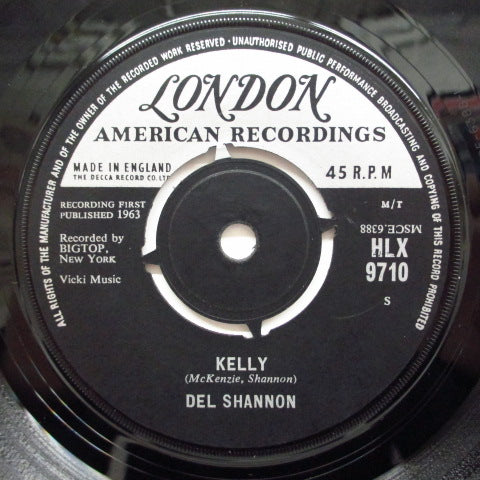 ALL RIGHTS OF THE MANUFACTURER AND OF THE OWNER OF THE RECORDED WORK RESERVED · UNAUTHORISED PUBLIC PERFORMANCE BROADCASTING AND COPYING OF THIS RECORD PROHIBITED
LONDON
AMERICAN RECORDINGS
MADE IN ENGLAND
THE DECCA RECORD CO. LTD
45 R.P.M
RECORDING FIRST
PUBLISHED 1963
M/T
MSCE.6388
Recorded by
BIGTOP,
New York
HLX
9710
Vicki Music
S
KELLY
(McKenzie, Shannon)
DEL SHANNON